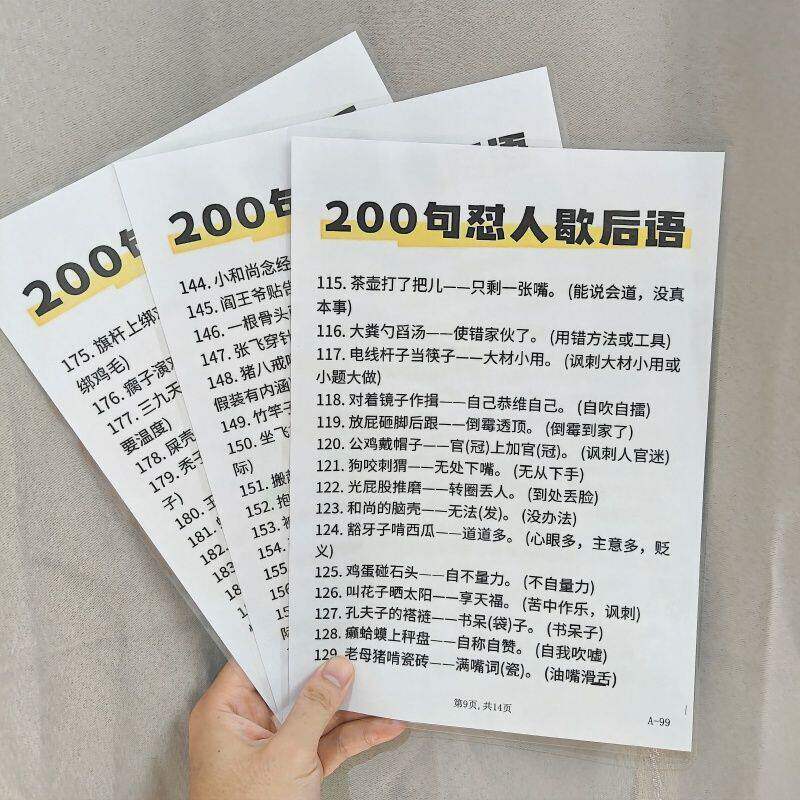 200句
175. 旗杆上绑
绑鸡毛)
176. 瘸子演
177. 三九天
要温度)
178. 屎壳
179. 秃子
子)
180.
181.
182.
200句
144. 小和尚念经
145. 阎王爷贴告
146. 一根骨头
147. 张飞穿针
148. 猪八戒
假装有内涵
149. 竹竿子
150. 坐飞
际)
151. 搬
152. 抱
153.
154.
155
200句怼人歇后语
115. 茶壶打了把儿——只剩一张嘴。 (能说会道，没真
本事)
116. 大粪勺舀汤——使错家伙了。 (用错方法或工具)
117. 电线杆子当筷子——大材小用。 (讽刺大材小用或
小题大做)
118. 对着镜子作揖——自己恭维自己。 (自吹自擂)
119. 放屁砸脚后跟——倒霉透顶。 (倒霉到家了)
120. 公鸡戴帽子——官(冠)上加官(冠)。 (讽刺人官迷)
121. 狗咬刺猬——无处下嘴。 (无从下手)
122. 光屁股推磨——转圈丢人。 (到处丢脸)
123. 和尚的脑壳——无法(发)。 (没办法)
124. 豁牙子啃西瓜——道道多。 (心眼多，主意多，贬
义)
125. 鸡蛋碰石头——自不量力。 (不自量力)
126. 叫花子晒太阳——享天福。 (苦中作乐，讽刺)
127. 孔夫子的褡裢——书呆(袋)子。 (书呆子)
128. 癞蛤蟆上秤盘——自称自赞。 (自我吹嘘)
129. 老母猪啃瓷砖——满嘴词(瓷)。 (油嘴滑舌)
第9页,共14页
A-99